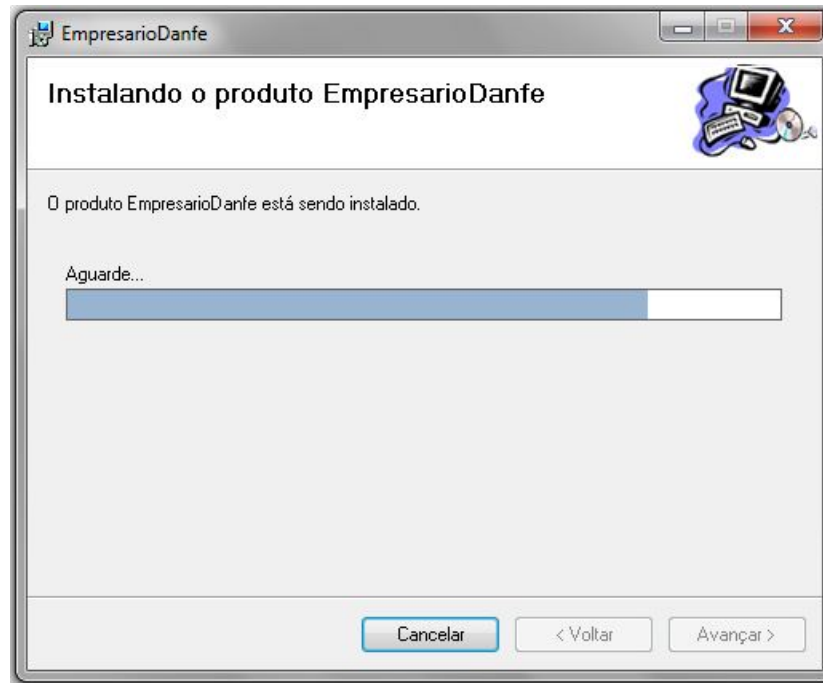 EmpresarioDanfe
Instalando o produto EmpresarioDanfe
O produto EmpresarioDanfe está sendo instalado.
Aguarde...
Cancelar
< Voltar
Avançar >